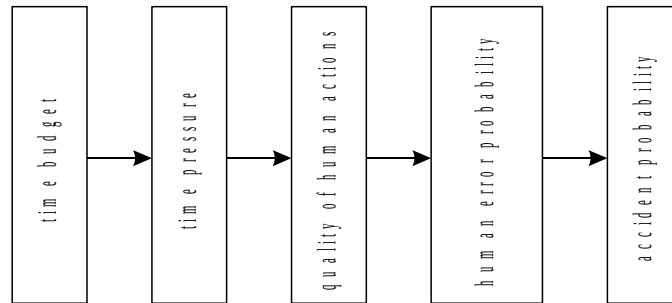 time budget
time pressure
quality of human actions
human error probability
accident probability